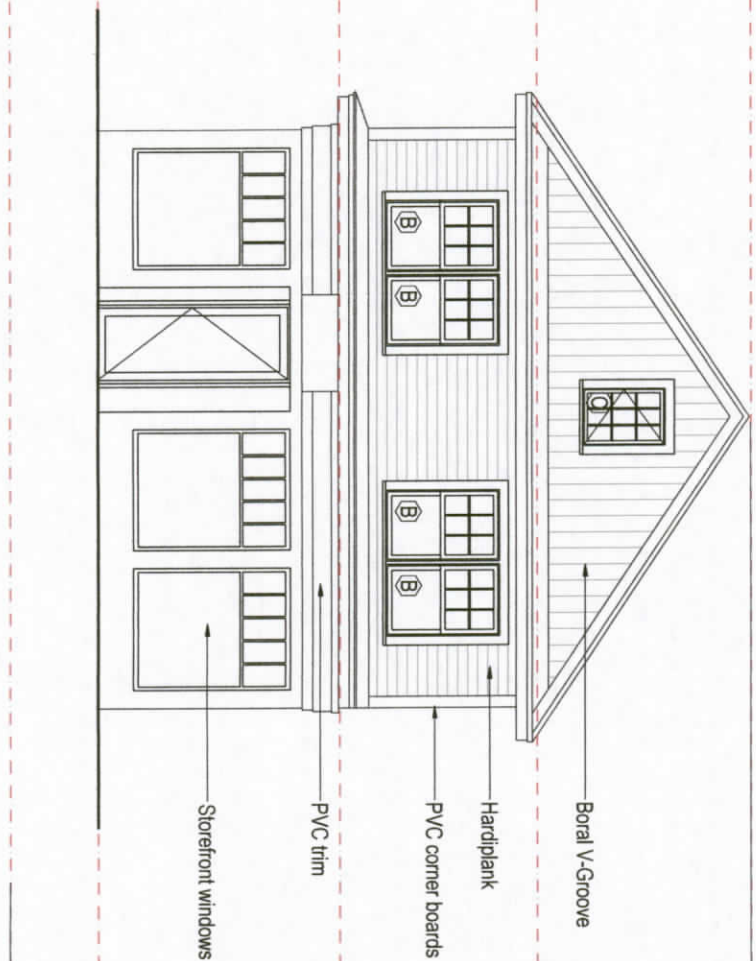 Boral V-Groove
Hardiplank
PVC corner boards
PVC trim
Storefront windows
C
B
B
B
B